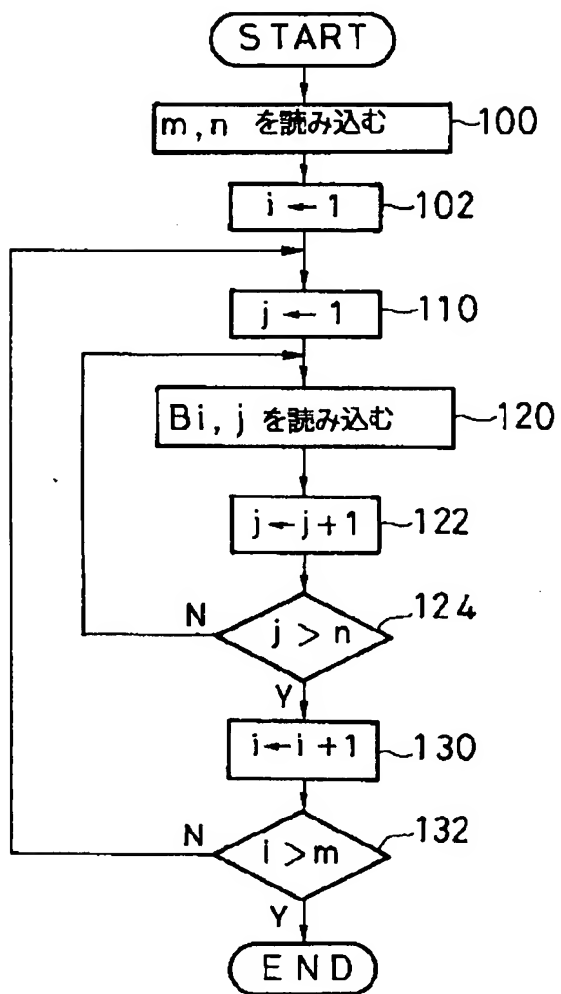 START
m,n を読み込む
100
i ← 1
102
j ← 1
110
Bi,j を読み込む
120
j ← j + 1
122
j > n
124
N
Y
i ← i + 1
130
i > m
132
N
Y
END